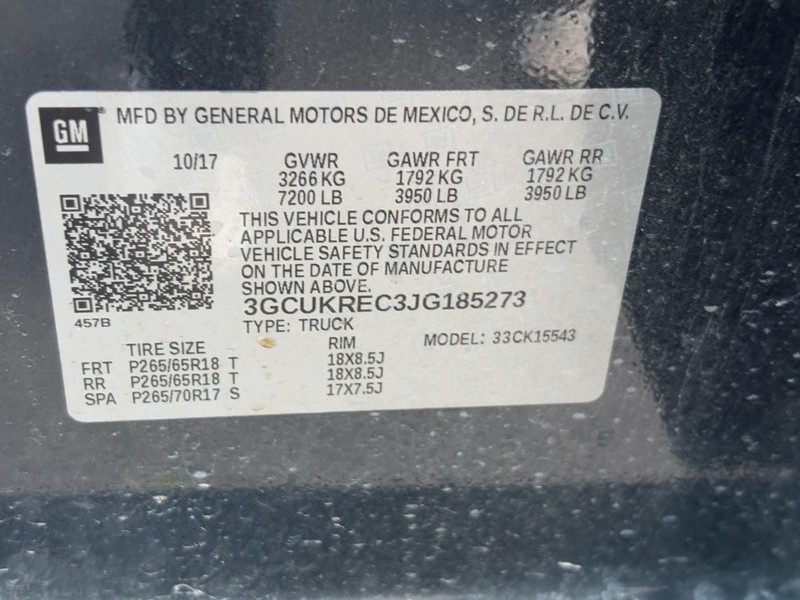 GM MFD BY GENERAL MOTORS DE MEXICO, S. DE R.L. DE C.V.
10/17 GVWR GAWR FRT GAWR RR
3266 KG 1792 KG 1792 KG
7200 LB 3950 LB 3950 LB
THIS VEHICLE CONFORMS TO ALL
APPLICABLE U.S. FEDERAL MOTOR
VEHICLE SAFETY STANDARDS IN EFFECT
ON THE DATE OF MANUFACTURE
SHOWN ABOVE.
3GCUKREC3JG185273
457B
TYPE: TRUCK MODEL: 33CK15543
TIRE SIZE RIM
FRT P265/65R18 T 18X8.5J
RR P265/65R18 T 18X8.5J
SPA P265/70R17 S 17X7.5J